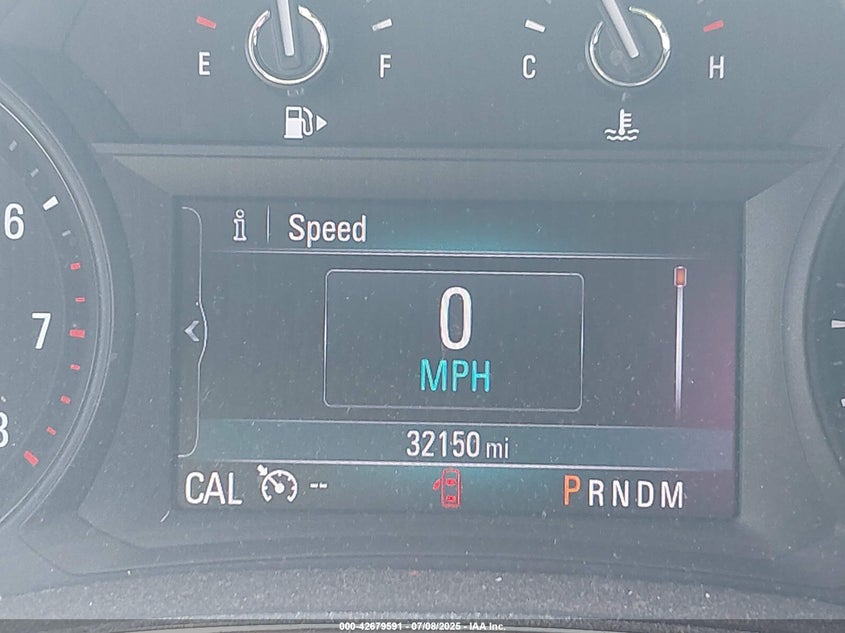 E F C H
i Speed
6
0
7
MPH
32150 mi
CAL -- PRNDM
000-42679591 - 07/08/2025 - IAA Inc.